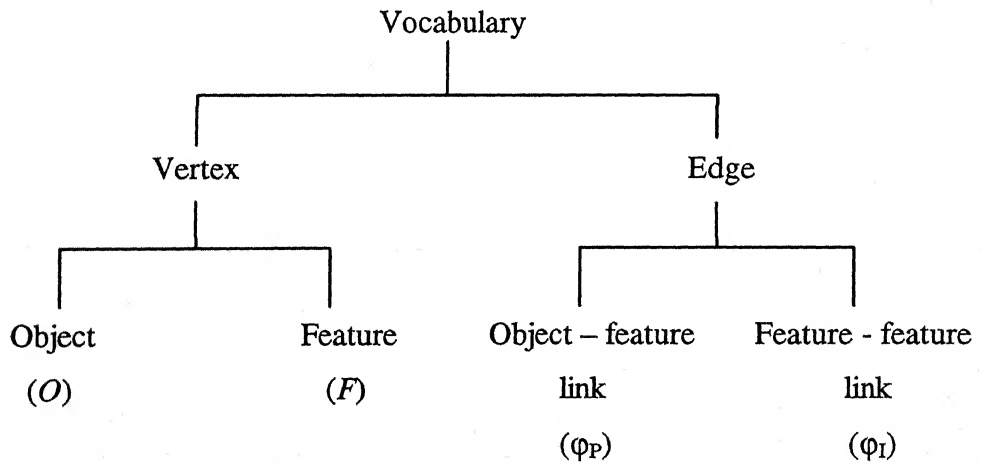 Vocabulary
Vertex
Edge
Object
(O)
Feature
(F)
Object – feature
link
(φP)
Feature - feature
link
(φI)